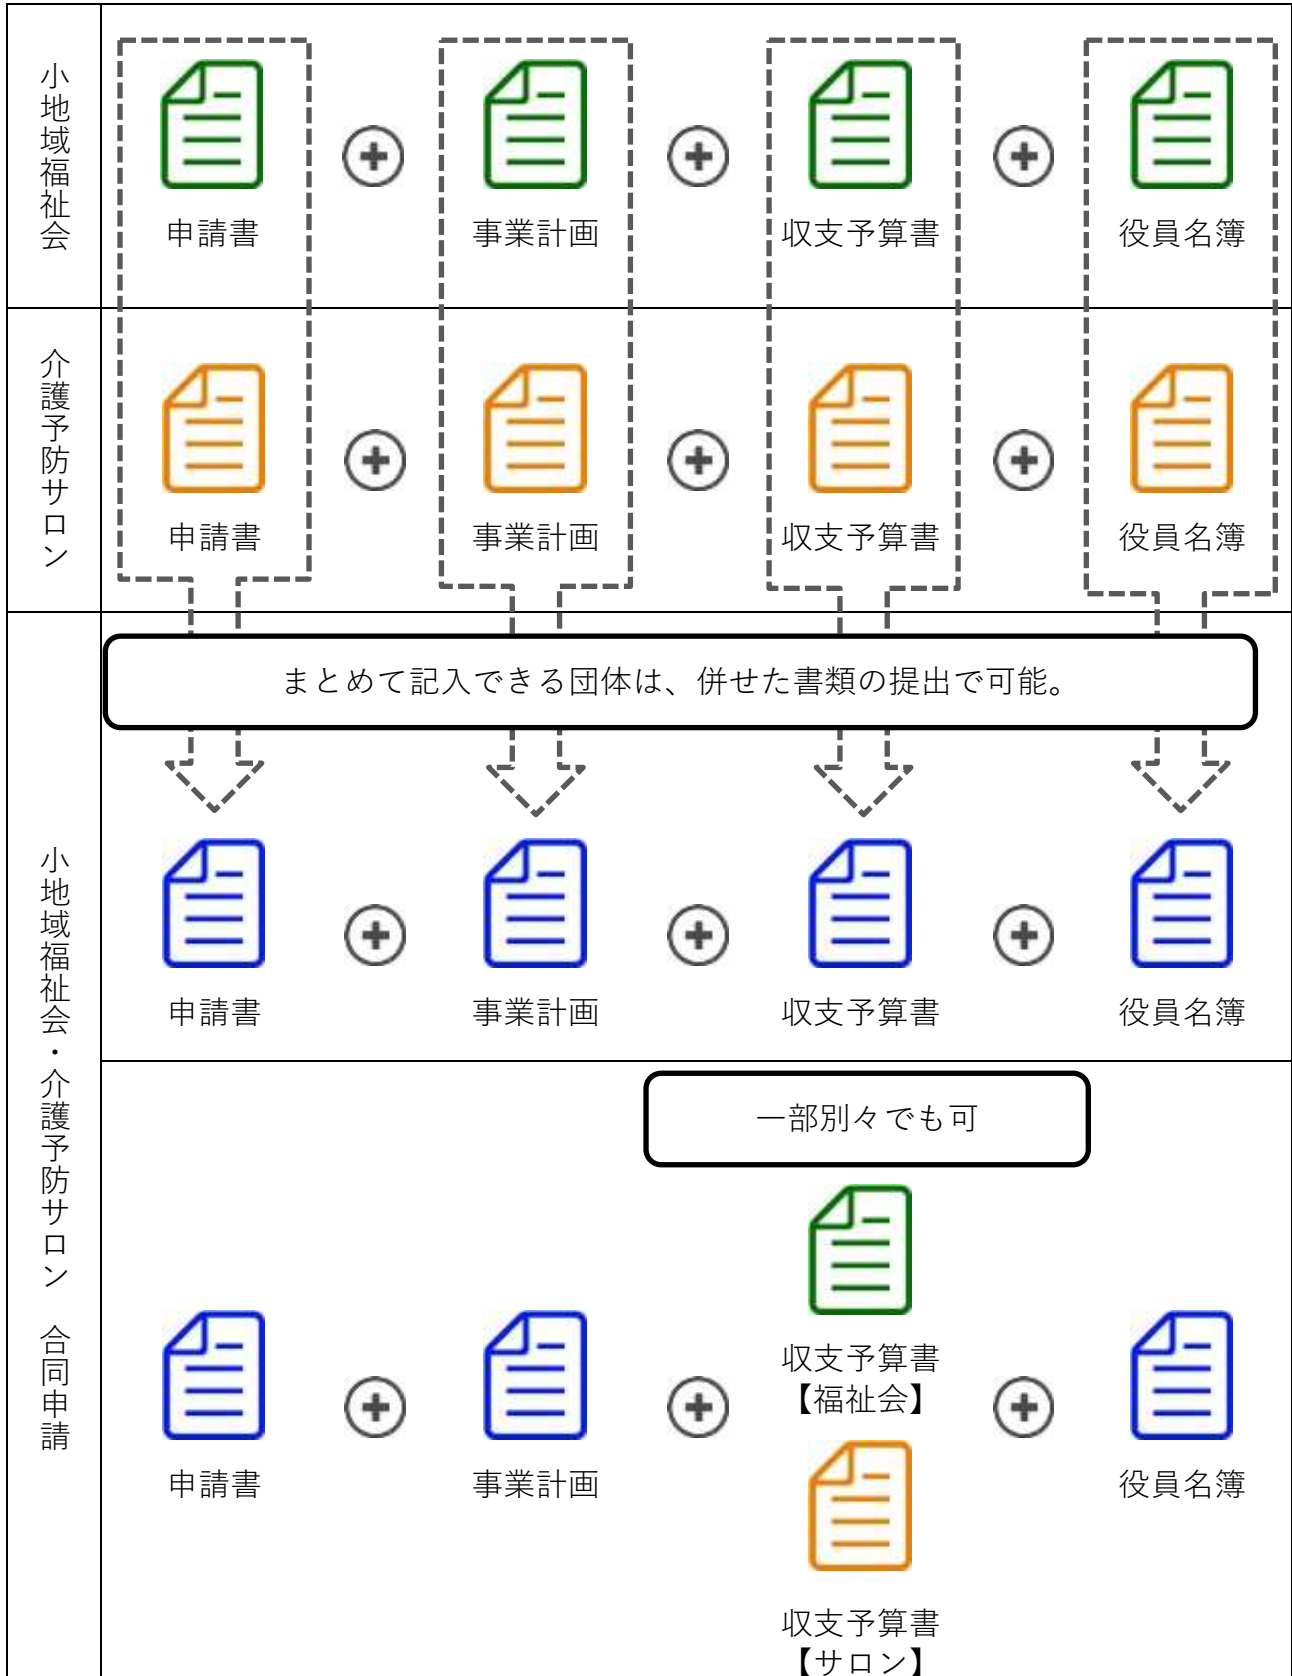 小地域福祉会
申請書
事業計画
収支予算書
役員名簿
介護予防サロン
申請書
事業計画
収支予算書
役員名簿
まとめて記入できる団体は、併せた書類の提出で可能。
小地域福祉会・介護予防サロン　合同申請
申請書
事業計画
収支予算書
役員名簿
一部別々でも可
申請書
事業計画
収支予算書
【福祉会】
収支予算書
【サロン】
役員名簿